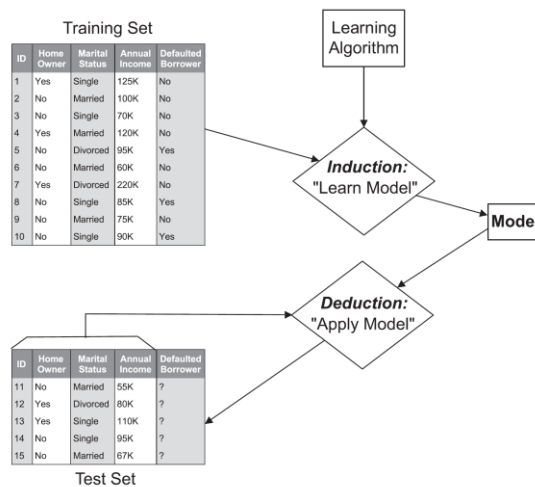 Training Set
ID Home Owner Marital Status Annual Income Defaulted Borrower
1 Yes Single 125K No
2 No Married 100K No
3 No Single 70K No
4 Yes Married 120K No
5 No Divorced 95K Yes
6 No Married 60K No
7 Yes Divorced 220K No
8 No Single 85K Yes
9 No Married 75K No
10 No Single 90K Yes
Learning
Algorithm
Induction:
"Learn Model"
Mode
Deduction:
"Apply Model"
ID Home Owner Marital Status Annual Income Defaulted Borrower
11 No Married 55K ?
12 Yes Divorced 80K ?
13 Yes Single 110K ?
14 No Single 95K ?
15 No Married 67K ?
Test Set